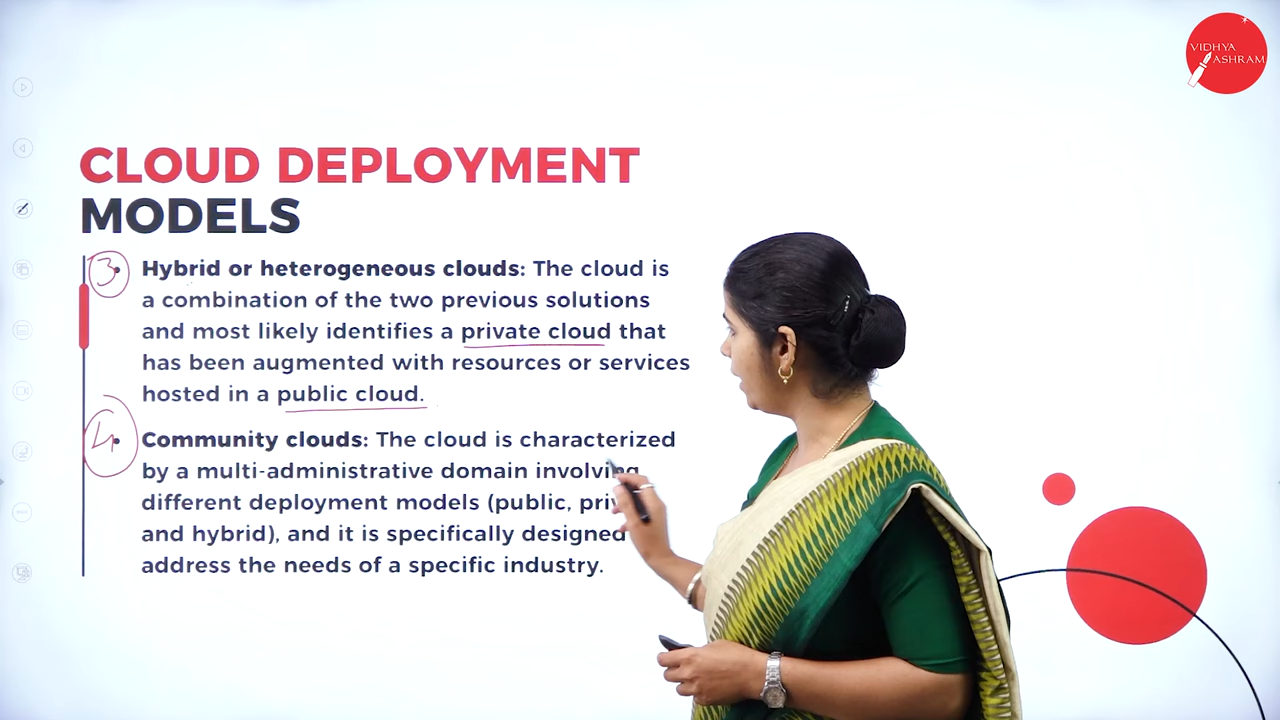 VIDHYA
ASHRAM
CLOUD DEPLOYMENT
MODELS
3 Hybrid or heterogeneous clouds: The cloud is
a combination of the two previous solutions
and most likely identifies a private cloud that
has been augmented with resources or services
hosted in a public cloud.
4 Community clouds: The cloud is characterized
by a multi-administrative domain involving
different deployment models (public,
and hybrid), and it is specifically designed
address the needs of a specific industry.